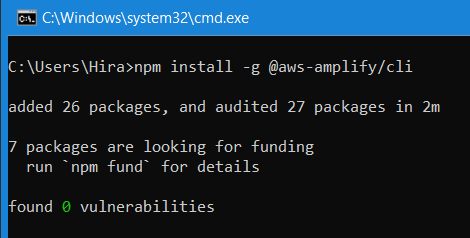 C:\Windows\system32\cmd.exe
C:\Users\Hira>npm install -g @aws-amplify/cli
added 26 packages, and audited 27 packages in 2m
7 packages are looking for funding
  run `npm fund` for details
found 0 vulnerabilities